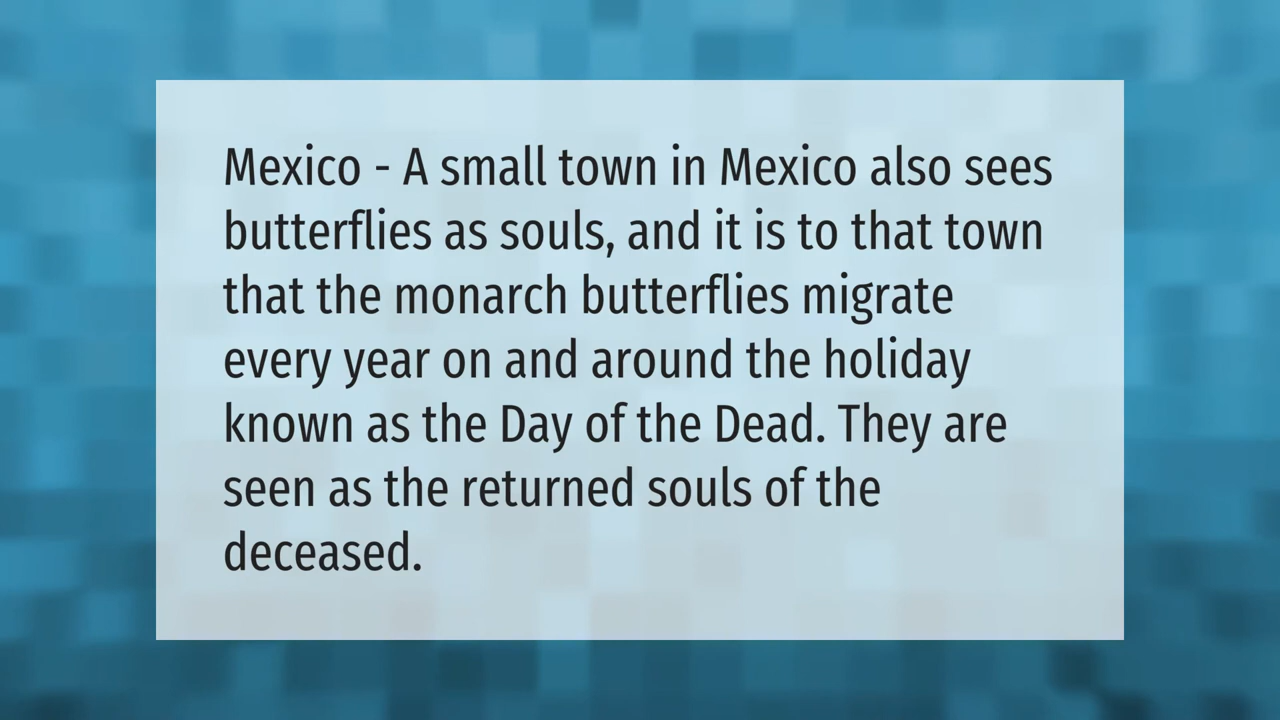 Mexico - A small town in Mexico also sees
butterflies as souls, and it is to that town
that the monarch butterflies migrate
every year on and around the holiday
known as the Day of the Dead. They are
seen as the returned souls of the
deceased.